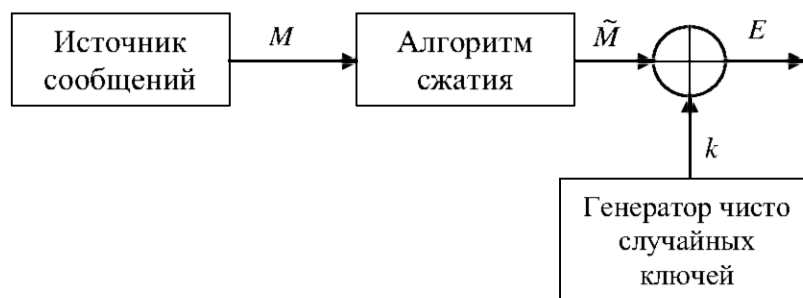 Источник
сообщений
M
Алгоритм
сжатия
M̃
E
k
Генератор чисто
случайных
ключей